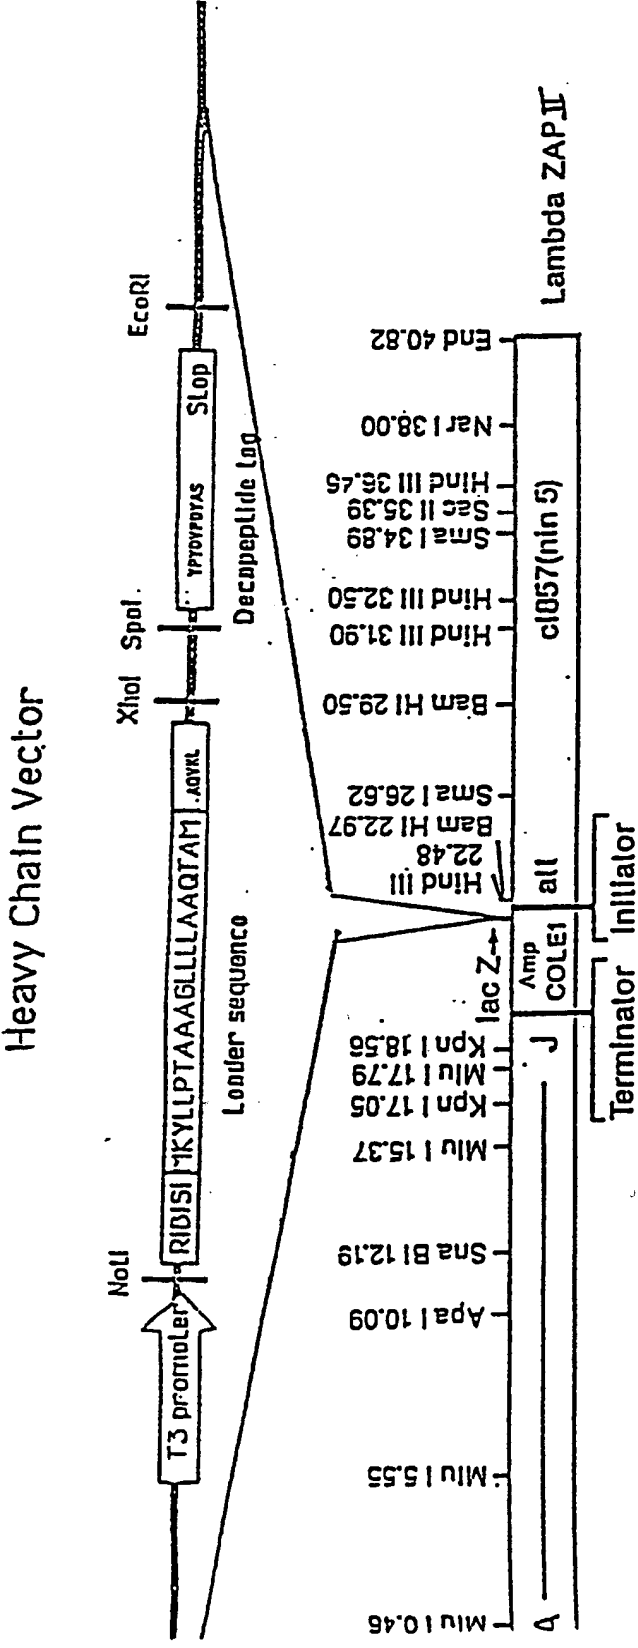 Heavy Chain Vector
NotI
XhoI
SpeI.
EcoRI
T3 promoter
RIBISI
MKYLLPTAAAGLLLLAAQTAM
.AQVKL
YPYDVPDYAS
Stop
Leader sequence
Decapeptide tag
Mlu I 0.46
Mlu I 5.55
Apa I 10.09
Sna BI 12.19
Mlu I 15.37
Kpn I 17.05
Mlu I 17.79
Kpn I 18.56
lac Z
Hind III
22.48
Bam HI 22.97
Sma I 26.62
Bam HI 29.50
Hind III 31.90
Hind III 32.50
Sma I 34.89
Sac II 35.39
Hind III 36.45
Nar I 38.00
End 40.82
A
J
Amp
COLE1
att
cI857(nin 5)
Lambda ZAP II
Terminator
Initiator